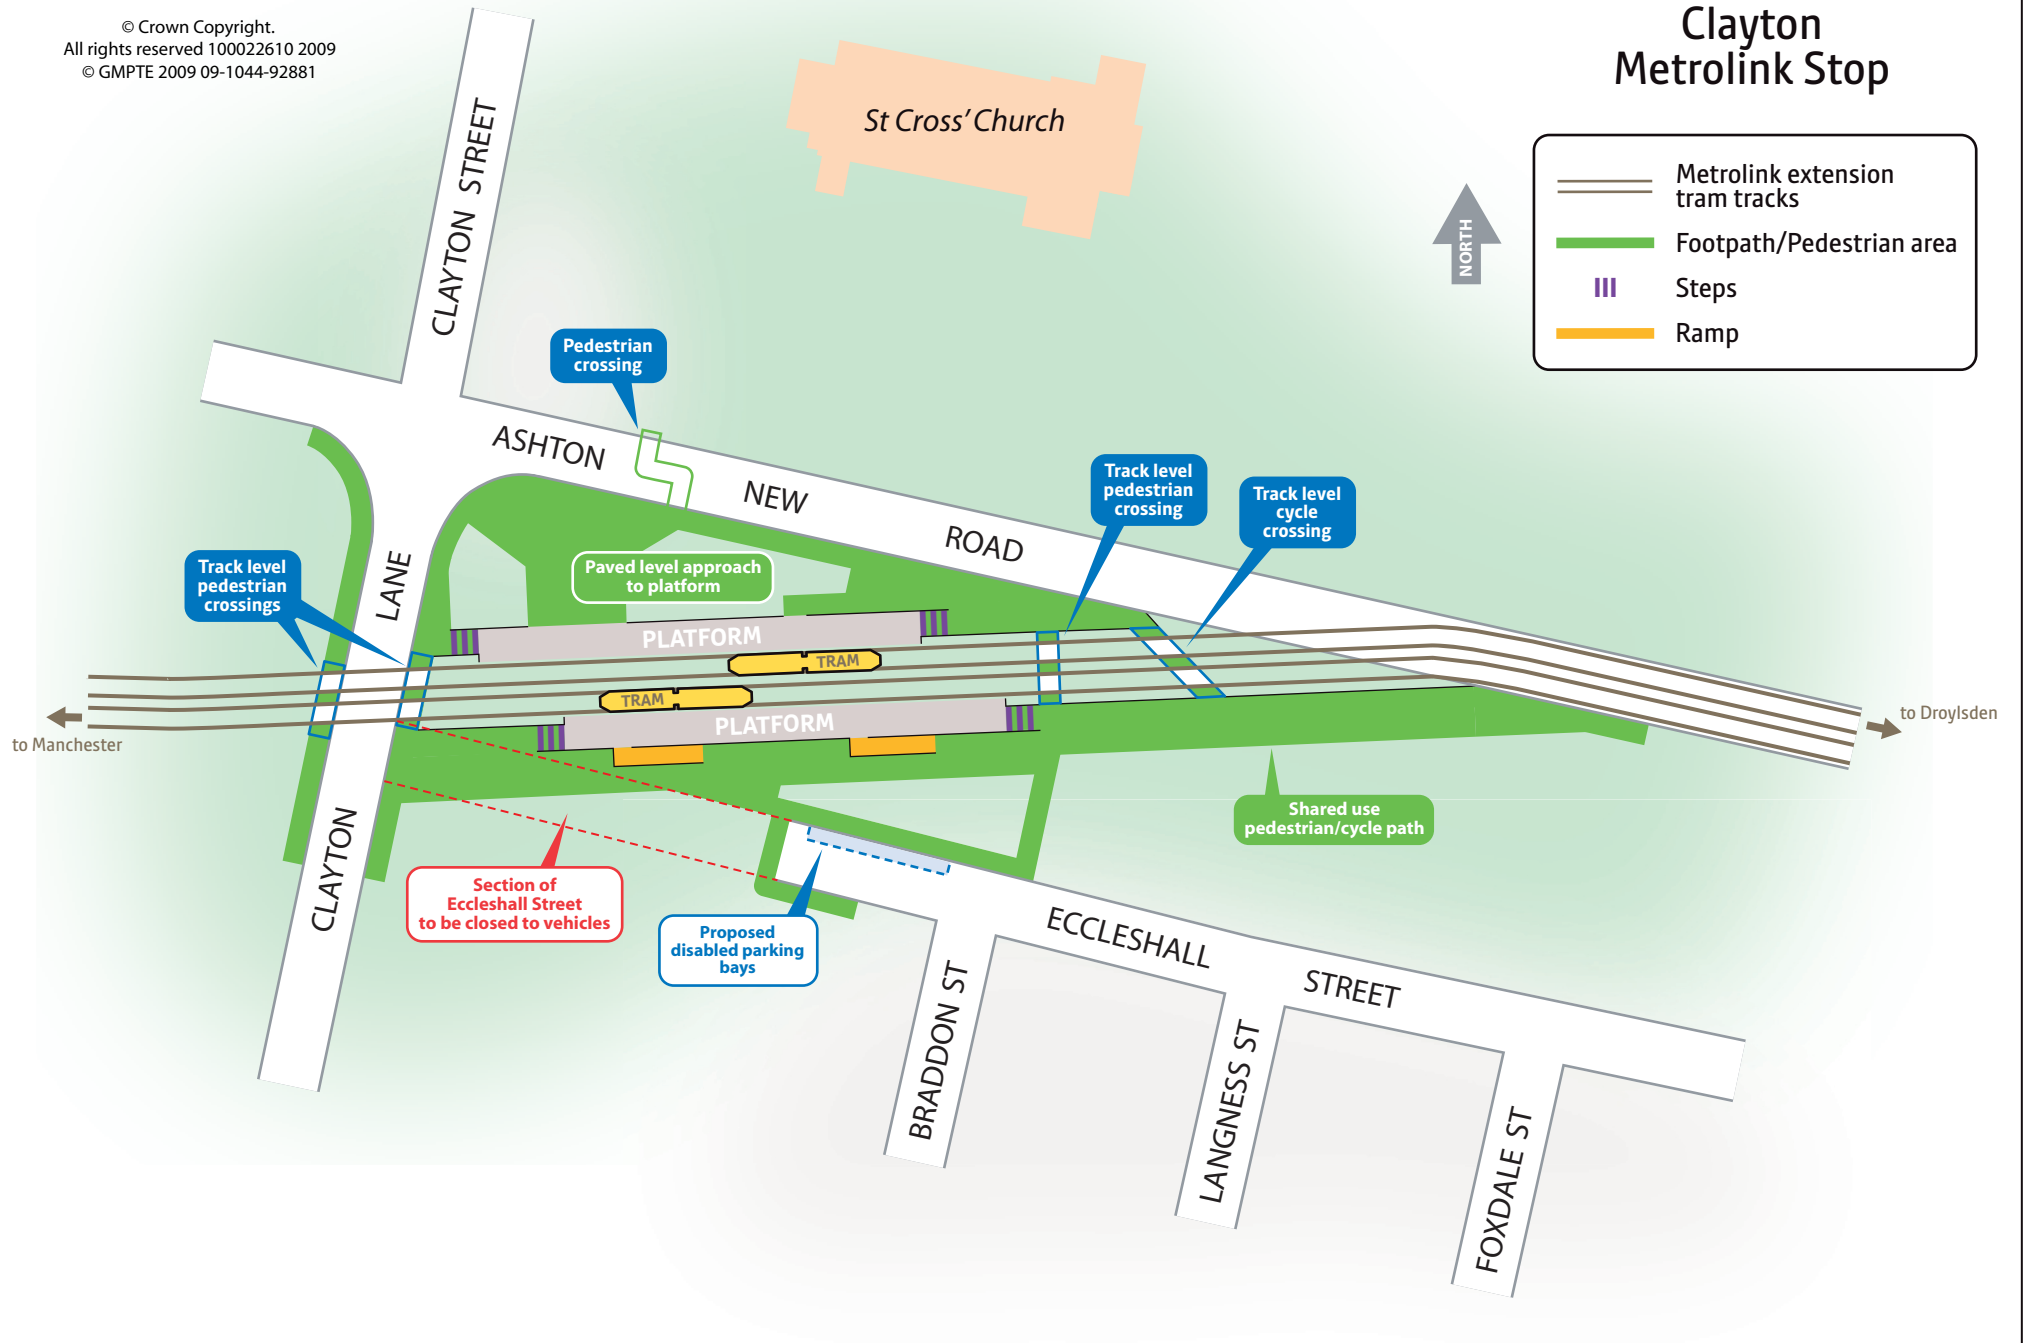 © Crown Copyright.
All rights reserved 100022610 2009
© GMPTE 2009 09-1044-92881
Clayton
Metrolink Stop
Metrolink extension
tram tracks
Footpath/Pedestrian area
Steps
Ramp
NORTH
St Cross' Church
CLAYTON STREET
Pedestrian
crossing
ASHTON
NEW
ROAD
Track level
pedestrian
crossing
Track level
cycle
crossing
Track level
pedestrian
crossings
LANE
Paved level approach
to platform
PLATFORM
TRAM
TRAM
PLATFORM
to Manchester
to Droylsden
Shared use
pedestrian/cycle path
CLAYTON
Section of
Eccleshall Street
to be closed to vehicles
Proposed
disabled parking
bays
ECCLESHALL
STREET
BRADDON ST
LANGNESS ST
FOXDALE ST